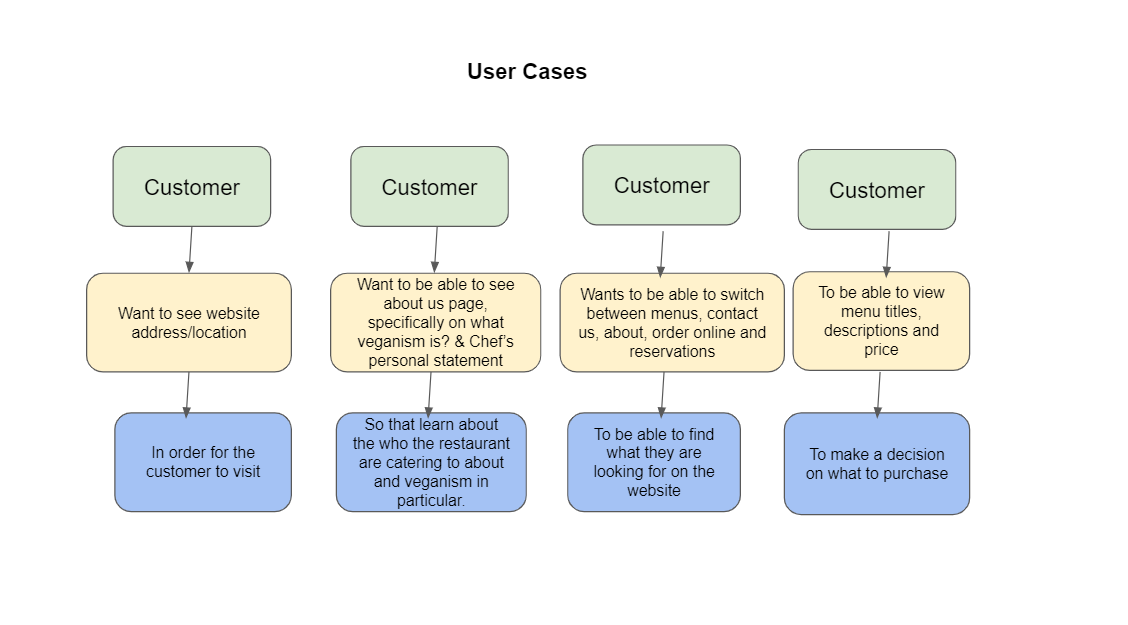 User Cases
Customer
Customer
Customer
Customer
Want to see website
address/location
Want to be able to see
about us page,
specifically on what
veganism is? & Chef's
personal statement
Wants to be able to switch
between menus, contact
us, about, order online and
reservations
To be able to view
menu titles,
descriptions and
price
In order for the
customer to visit
So that learn about
the who the restaurant
are catering to about
and veganism in
particular.
To be able to find
what they are
looking for on the
website
To make a decision
on what to purchase